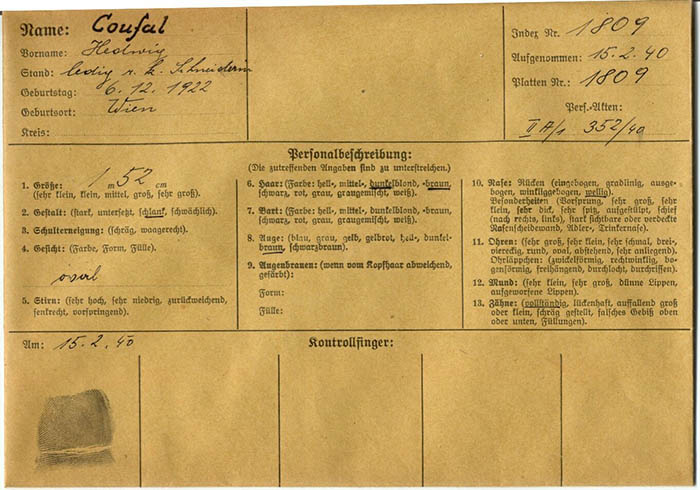 Name: Coufal
Vorname: Hedwig
Stand: ledig r. k. Schneiderin
Geburtstag: 6. 12. 1922
Geburtsort: Wien
Kreis:
Index Nr. 1809
Aufgenommen: 15. 2. 40
Platten Nr.: 1809
Pers.-Akten:
II A/1 352/40
Personalbeschreibung:
(Die zutreffenden Angaben sind zu unterstreichen.)
1. Größe: 1 m 52 cm
(sehr klein, klein, mittel, groß, sehr groß).
2. Gestalt: (stark, untersetzt, schlank, schwächlich).
3. Schulterneigung: (schräg, waagerecht).
4. Gesicht: (Farbe, Form, Fülle).
oval
5. Stirn: (sehr hoch, sehr niedrig, zurückweichend,
senkrecht, vorspringend).
6. Haar: (Farbe: hell-, mittel-, dunkelblond, -braun,
schwarz, rot, grau, graugemischt, weiß).
7. Bart: (Farbe: hell-, mittel-, dunkelblond, -braun,
schwarz, rot, grau, graugemischt, weiß).
8. Auge: (blau, grau, gelb, gelbrot, hell-, dunkel-
braun, schwarzbraun).
9. Augenbrauen: (wenn vom Kopfhaar abweichend,
gefärbt):
Form:
Fülle:
10. Nase: Rücken (eingebogen, gradlinig, ausge-
bogen, winkliggebogen, wellig).
Besonderheiten (Vorsprung, sehr groß, sehr
klein, sehr dick, sehr spitz, aufgestülpt, schief
(nach rechts, links), stark sichtbare oder verdeckte
Nasenscheidewand, Adler-, Trinkernase).
11. Ohren: (sehr groß, sehr klein, sehr schmal, drei-,
viereckig, rund, oval, abstehend, sehr anliegend).
Ohrläppchen: (zwickelförmig, rechtwinklig, bo-
genförmig, freihängend, durchlocht, durchrissen).
12. Mund: (sehr klein, sehr groß, dünne Lippen,
aufgeworfene Lippen).
13. Zähne: (vollständig, lückenhaft, auffallend groß
oder klein, schräg gestellt, falsches Gebiß oben
oder unten, Füllungen).
Am: 15. 2. 40
Kontrollfinger: